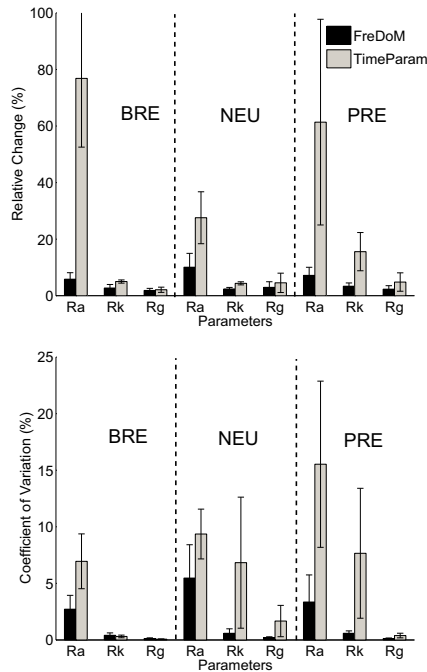 100
FreDoM
TimeParam
80
BRE
NEU
PRE
60
Relative Change (%)
40
20
0
Ra Rk Rg Ra Rk Rg Ra Rk Rg
Parameters
25
20
BRE
NEU
PRE
15
Coefficient of Variation (%)
10
5
0
Ra Rk Rg Ra Rk Rg Ra Rk Rg
Parameters